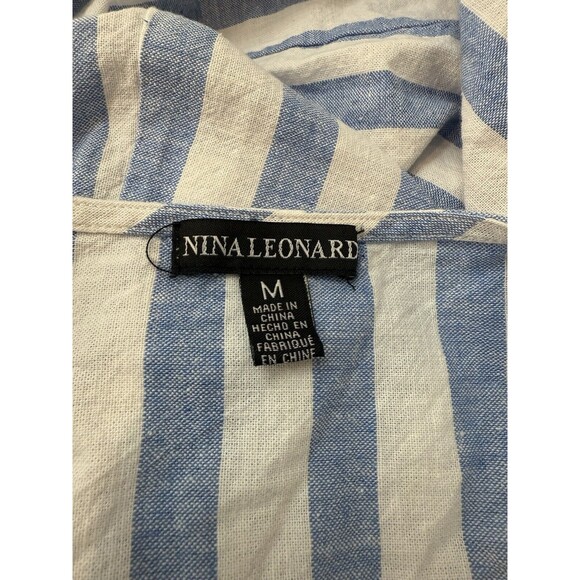 NINA LEONARD
M
MADE IN
CHINA
HECHO EN
CHINA
FABRIQUÉ
EN CHINE